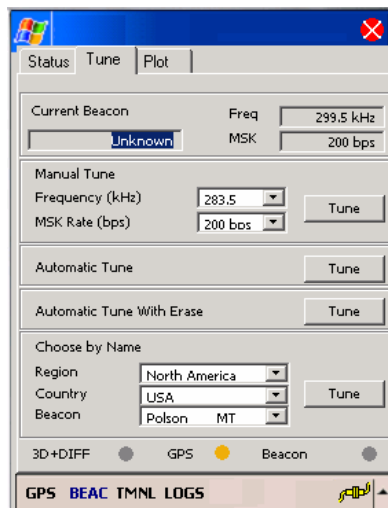 Status Tune Plot
Current Beacon Freq 299.5 kHz
Unknown MSK 200 bps
Manual Tune
Frequency (kHz) 283.5 Tune
MSK Rate (bps) 200 bps
Automatic Tune Tune
Automatic Tune With Erase Tune
Choose by Name
Region North America
Country USA Tune
Beacon Polson MT
3D+DIFF GPS Beacon
GPS BEAC TMNL LOGS